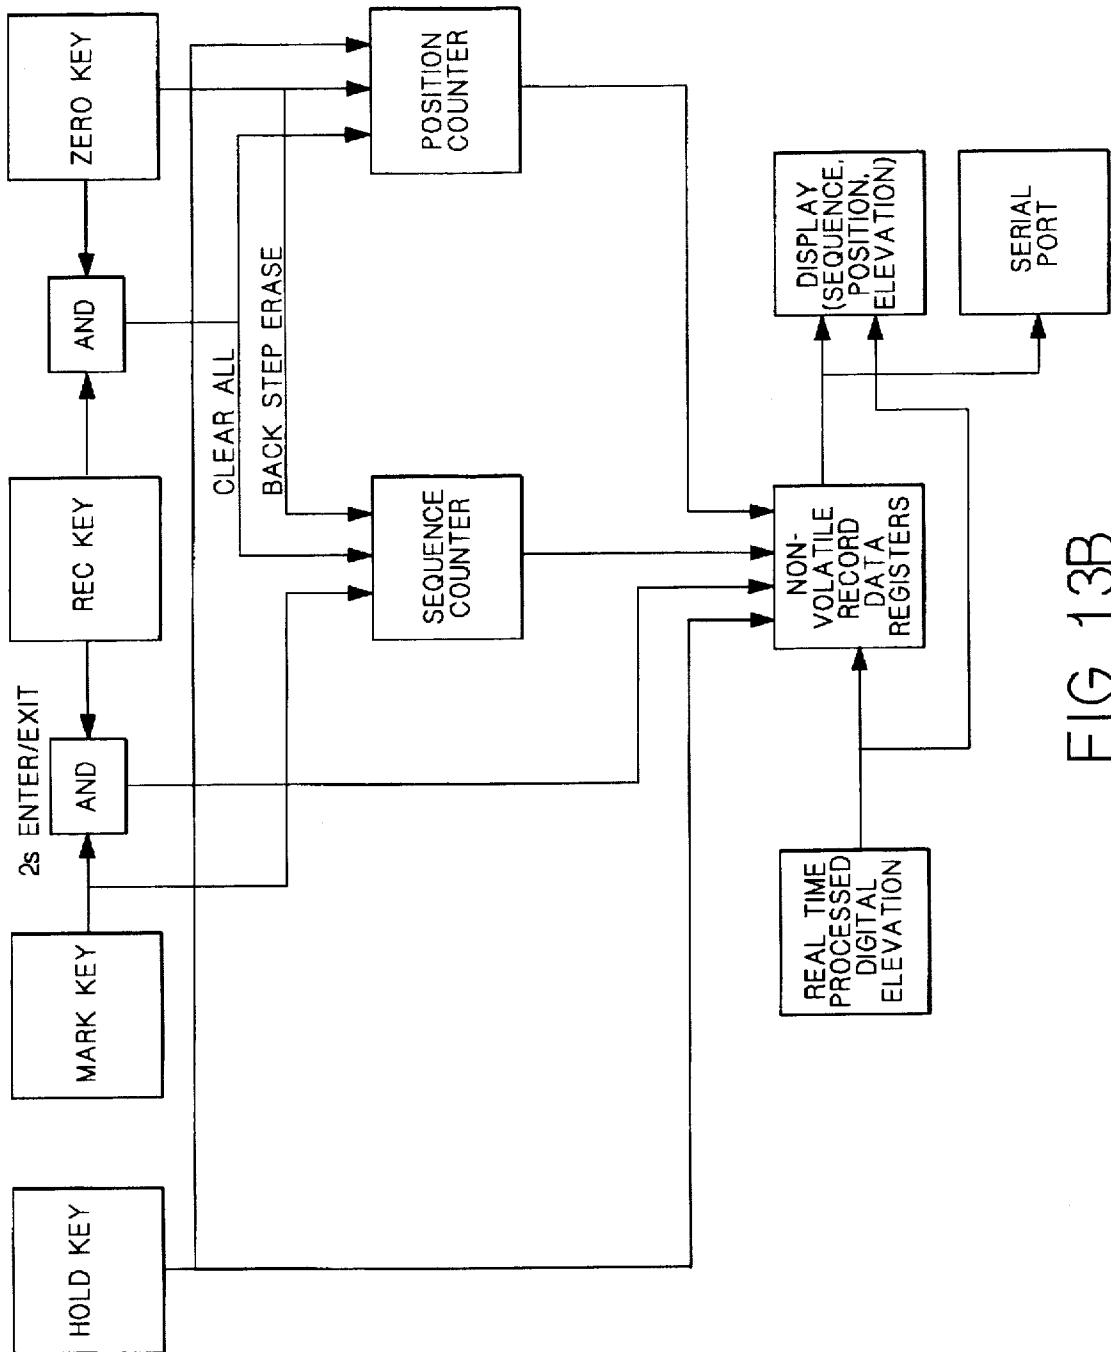 HOLD KEY
MARK KEY
2s ENTER/EXIT
AND
REC KEY
AND
ZERO KEY
CLEAR ALL
BACK STEP ERASE
SEQUENCE
COUNTER
POSITION
COUNTER
REAL TIME
PROCESSED
DIGITAL
ELEVATION
NON-
VOLATILE
RECORD
DATA
REGISTERS
DISPLAY
(SEQUENCE,
POSITION,
ELEVATION)
SERIAL
PORT
FIG. 13B